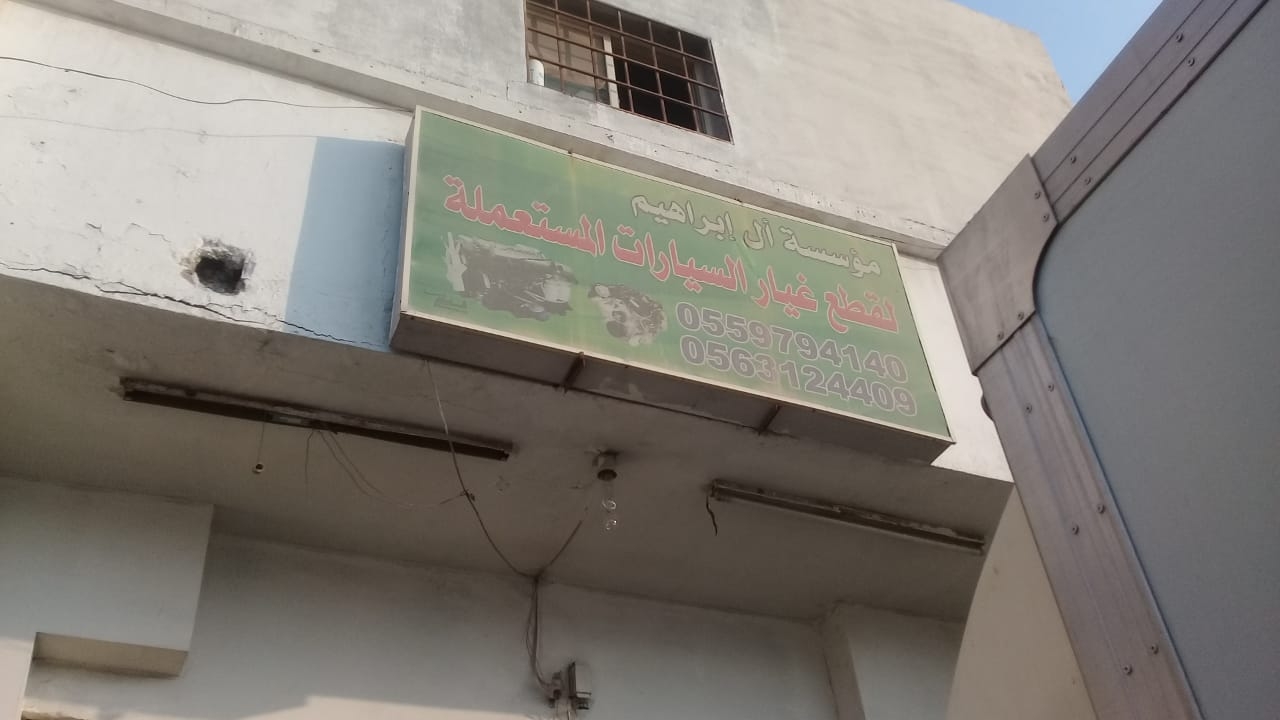 مؤسسة آل إبراهيم
لقطع غيار السيارات المستعملة
0559794140
0563124409